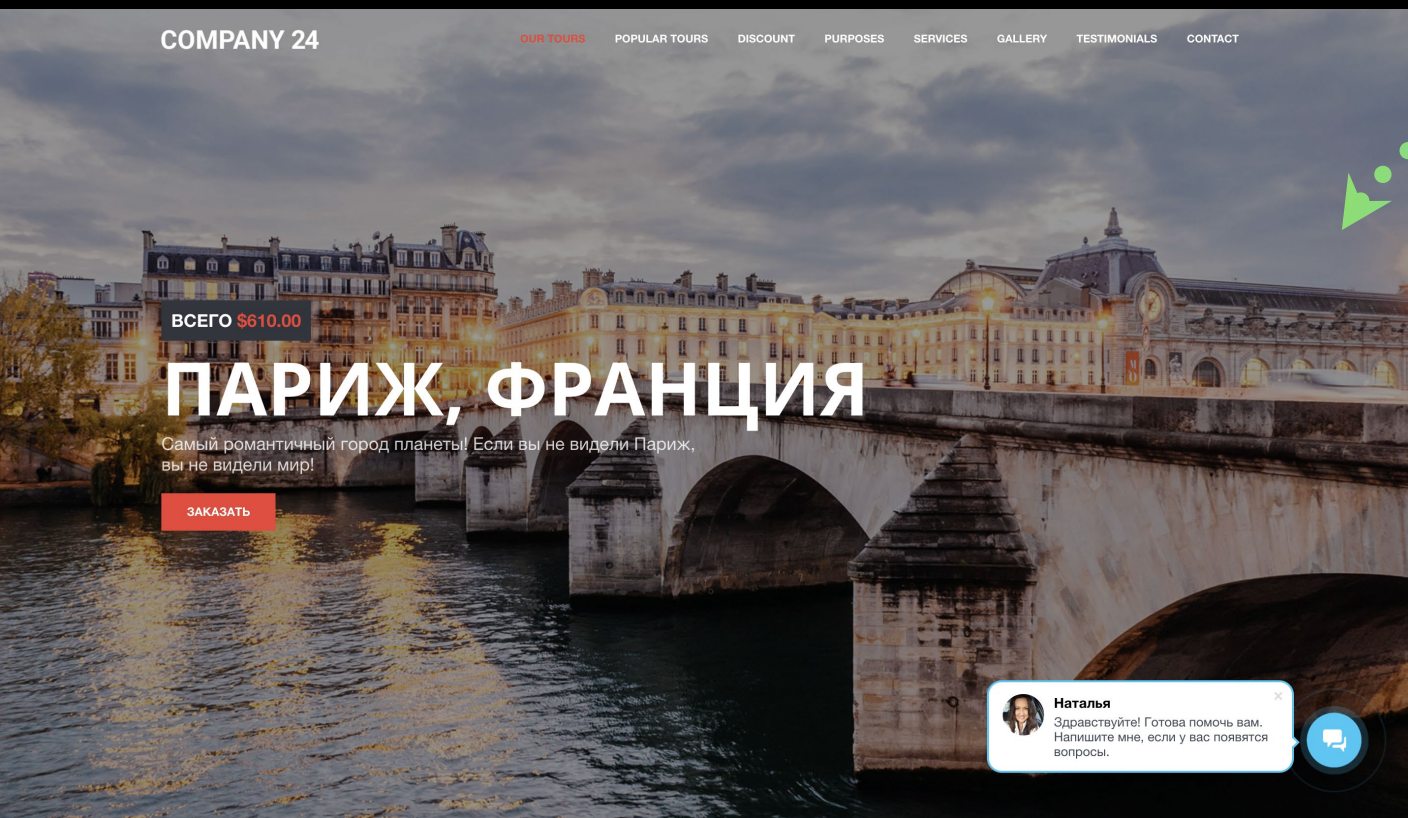 COMPANY 24
OUR TOURS POPULAR TOURS DISCOUNT PURPOSES SERVICES GALLERY TESTIMONIALS CONTACT
ВСЕГО $610.00
ПАРИЖ, ФРАНЦИЯ
Самый романтичный город планеты! Если вы не видели Париж,
вы не видели мир!
ЗАКАЗАТЬ
Наталья
Здравствуйте! Готова помочь вам.
Напишите мне, если у вас появятся
вопросы.